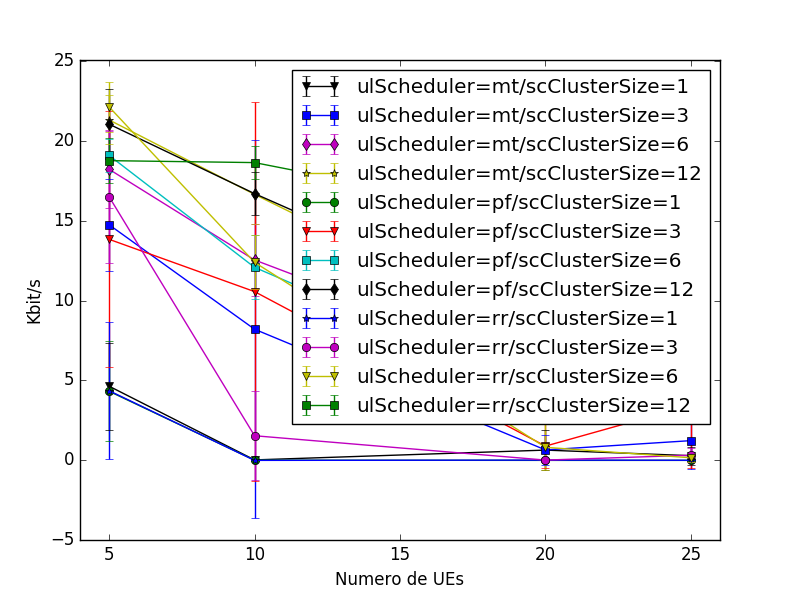 25
20
15
10
5
0
−5
Kbit/s
ulScheduler=mt/scClusterSize=1
ulScheduler=mt/scClusterSize=3
ulScheduler=mt/scClusterSize=6
ulScheduler=mt/scClusterSize=12
ulScheduler=pf/scClusterSize=1
ulScheduler=pf/scClusterSize=3
ulScheduler=pf/scClusterSize=6
ulScheduler=pf/scClusterSize=12
ulScheduler=rr/scClusterSize=1
ulScheduler=rr/scClusterSize=3
ulScheduler=rr/scClusterSize=6
ulScheduler=rr/scClusterSize=12
5 10 15 20 25
Numero de UEs